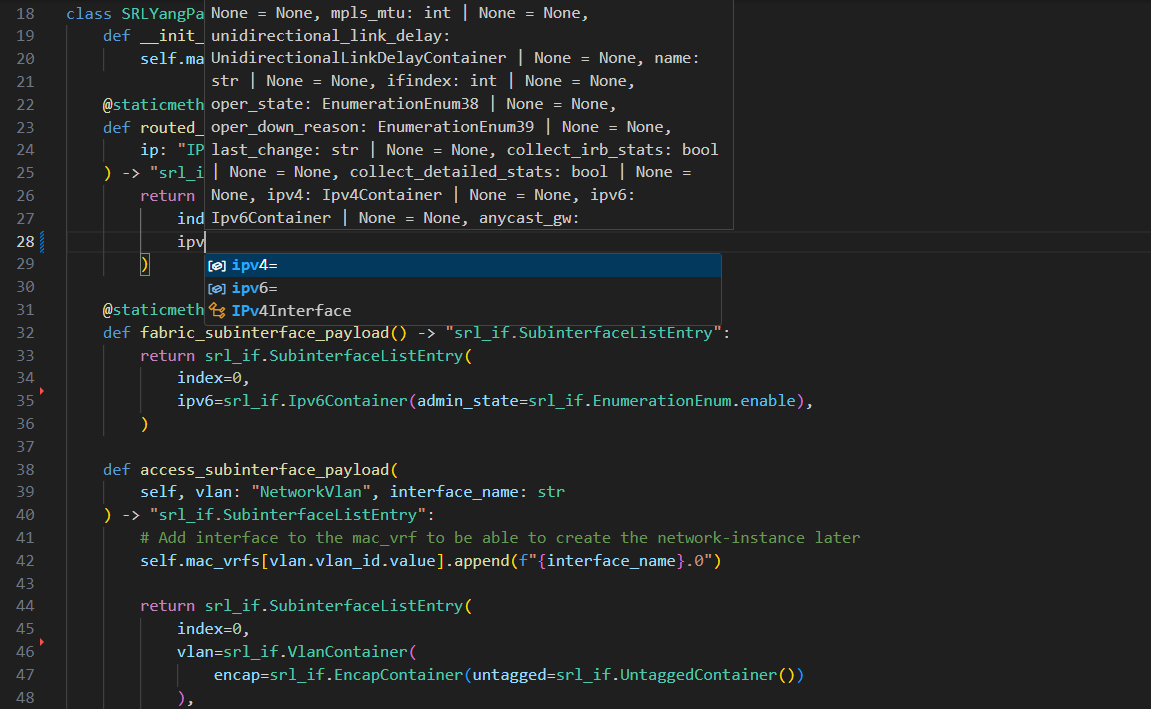 18 class SRLYangPa None = None, mpls_mtu: int | None = None,
19 def __init_ unidirectional_link_delay:
20 self.ma UnidirectionalLinkDelayContainer | None = None, name:
21 str | None = None, ifindex: int | None = None,
22 @staticmeth oper_state: EnumerationEnum38 | None = None,
23 def routed_ oper_down_reason: EnumerationEnum39 | None = None,
24 ip: "IP last_change: str | None = None, collect_irb_stats: bool
25 ) -> "srl_i | None = None, collect_detailed_stats: bool | None =
26 return None, ipv4: Ipv4Container | None = None, ipv6:
27 ind Ipv6Container | None = None, anycast_gw:
28 ipv
29 ) ipv4=
30 ipv6=
31 @staticmeth IPv4Interface
32 def fabric_subinterface_payload() -> "srl_if.SubinterfaceListEntry":
33 return srl_if.SubinterfaceListEntry(
34 index=0,
35 ipv6=srl_if.Ipv6Container(admin_state=srl_if.EnumerationEnum.enable),
36 )
37
38 def access_subinterface_payload(
39 self, vlan: "NetworkVlan", interface_name: str
40 ) -> "srl_if.SubinterfaceListEntry":
41 # Add interface to the mac_vrf to be able to create the network-instance later
42 self.mac_vrfs[vlan.vlan_id.value].append(f"{interface_name}.0")
43
44 return srl_if.SubinterfaceListEntry(
45 index=0,
46 vlan=srl_if.VlanContainer(
47 encap=srl_if.EncapContainer(untagged=srl_if.UntaggedContainer())
48 ),